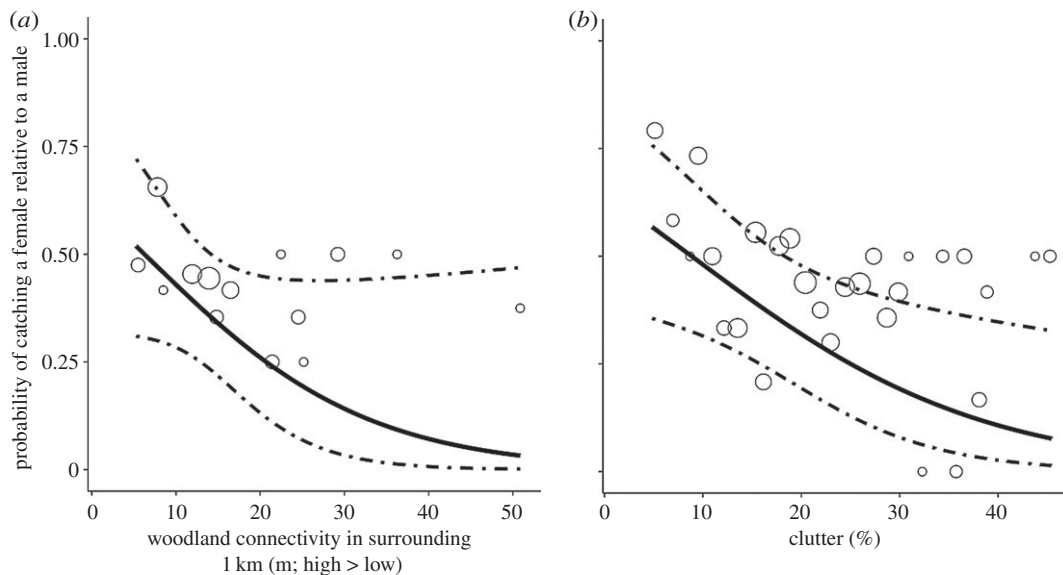 (a)
1.00
0.75
0.50
0.25
0
probability of catching a female relative to a male
0 10 20 30 40 50
woodland connectivity in surrounding
1 km (m; high > low)
(b)
0 10 20 30 40
clutter (%)